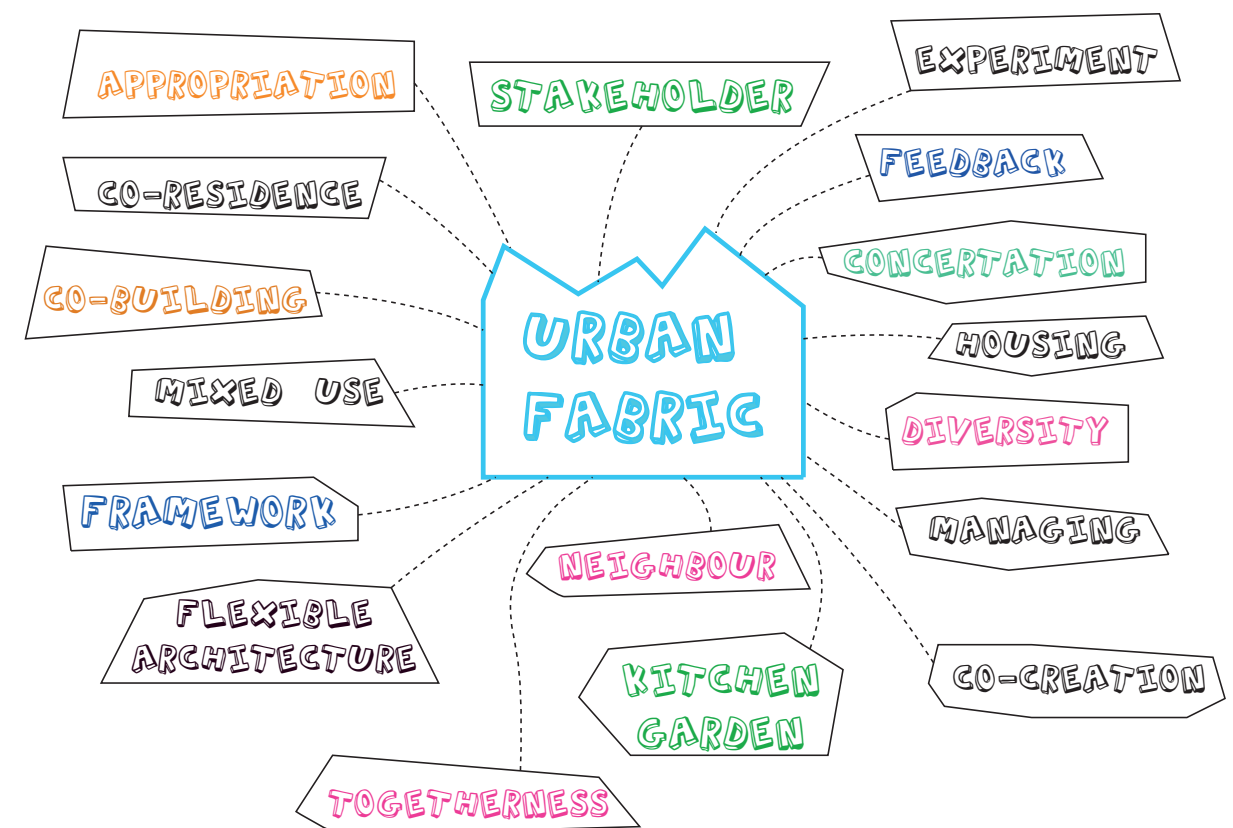 APPROPRIATION
STAKEHOLDER
EXPERIMENT
CO-RESIDENCE
FEEDBACK
CO-BUILDING
CONCERTATION
URBAN
FABRIC
HOUSING
MIXED USE
DIVERSITY
FRAMEWORK
MANAGING
NEIGHBOUR
FLEXIBLE
ARCHITECTURE
KITCHEN
GARDEN
CO-CREATION
TOGETHERNESS